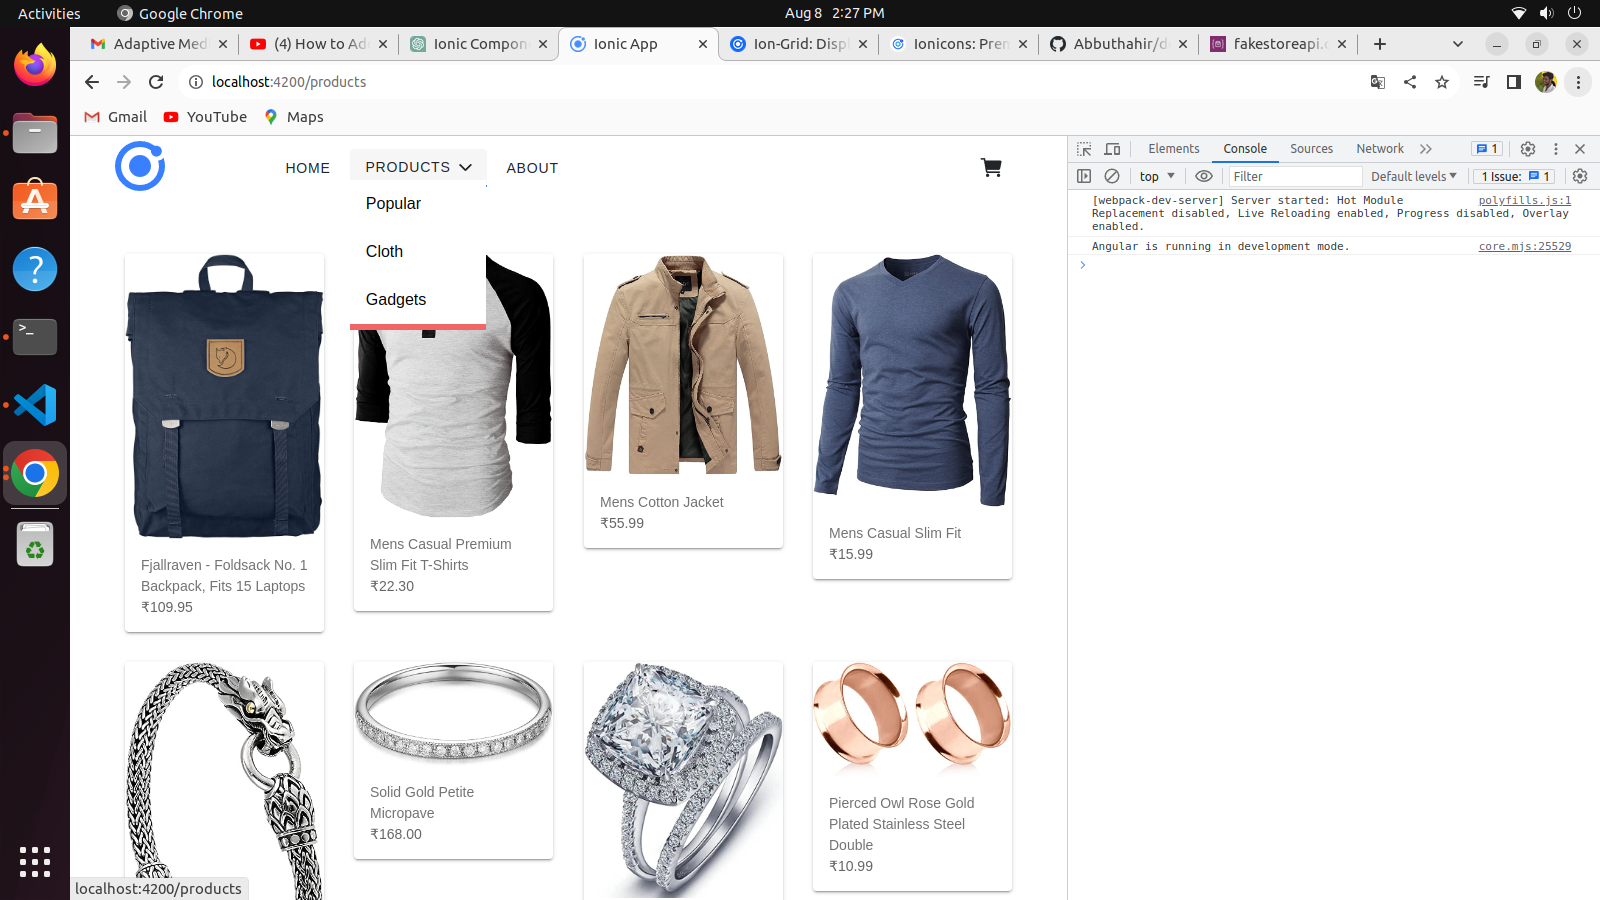 Activities
Google Chrome
Aug 8 2:27 PM
Adaptive Med
(4) How to Ad
Ionic Compon
Ionic App
Ion-Grid: Disp
Ionicons: Pren
Abbuthahir/d
fakestoreapi.c
localhost:4200/products
Gmail
YouTube
Maps
HOME
PRODUCTS
ABOUT
Popular
Cloth
Gadgets
Fjallraven - Foldsack No. 1
Backpack, Fits 15 Laptops
₹109.95
Mens Casual Premium
Slim Fit T-Shirts
₹22.30
Mens Cotton Jacket
₹55.99
Mens Casual Slim Fit
₹15.99
Solid Gold Petite
Micropave
₹168.00
Pierced Owl Rose Gold
Plated Stainless Steel
Double
₹10.99
localhost:4200/products
Elements
Console
Sources
Network
1
top
Filter
Default levels
1 Issue:
1
[webpack-dev-server] Server started: Hot Module
polyfills.js:1
Replacement disabled, Live Reloading enabled, Progress disabled, Overlay
enabled.
Angular is running in development mode.
core.mjs:25529